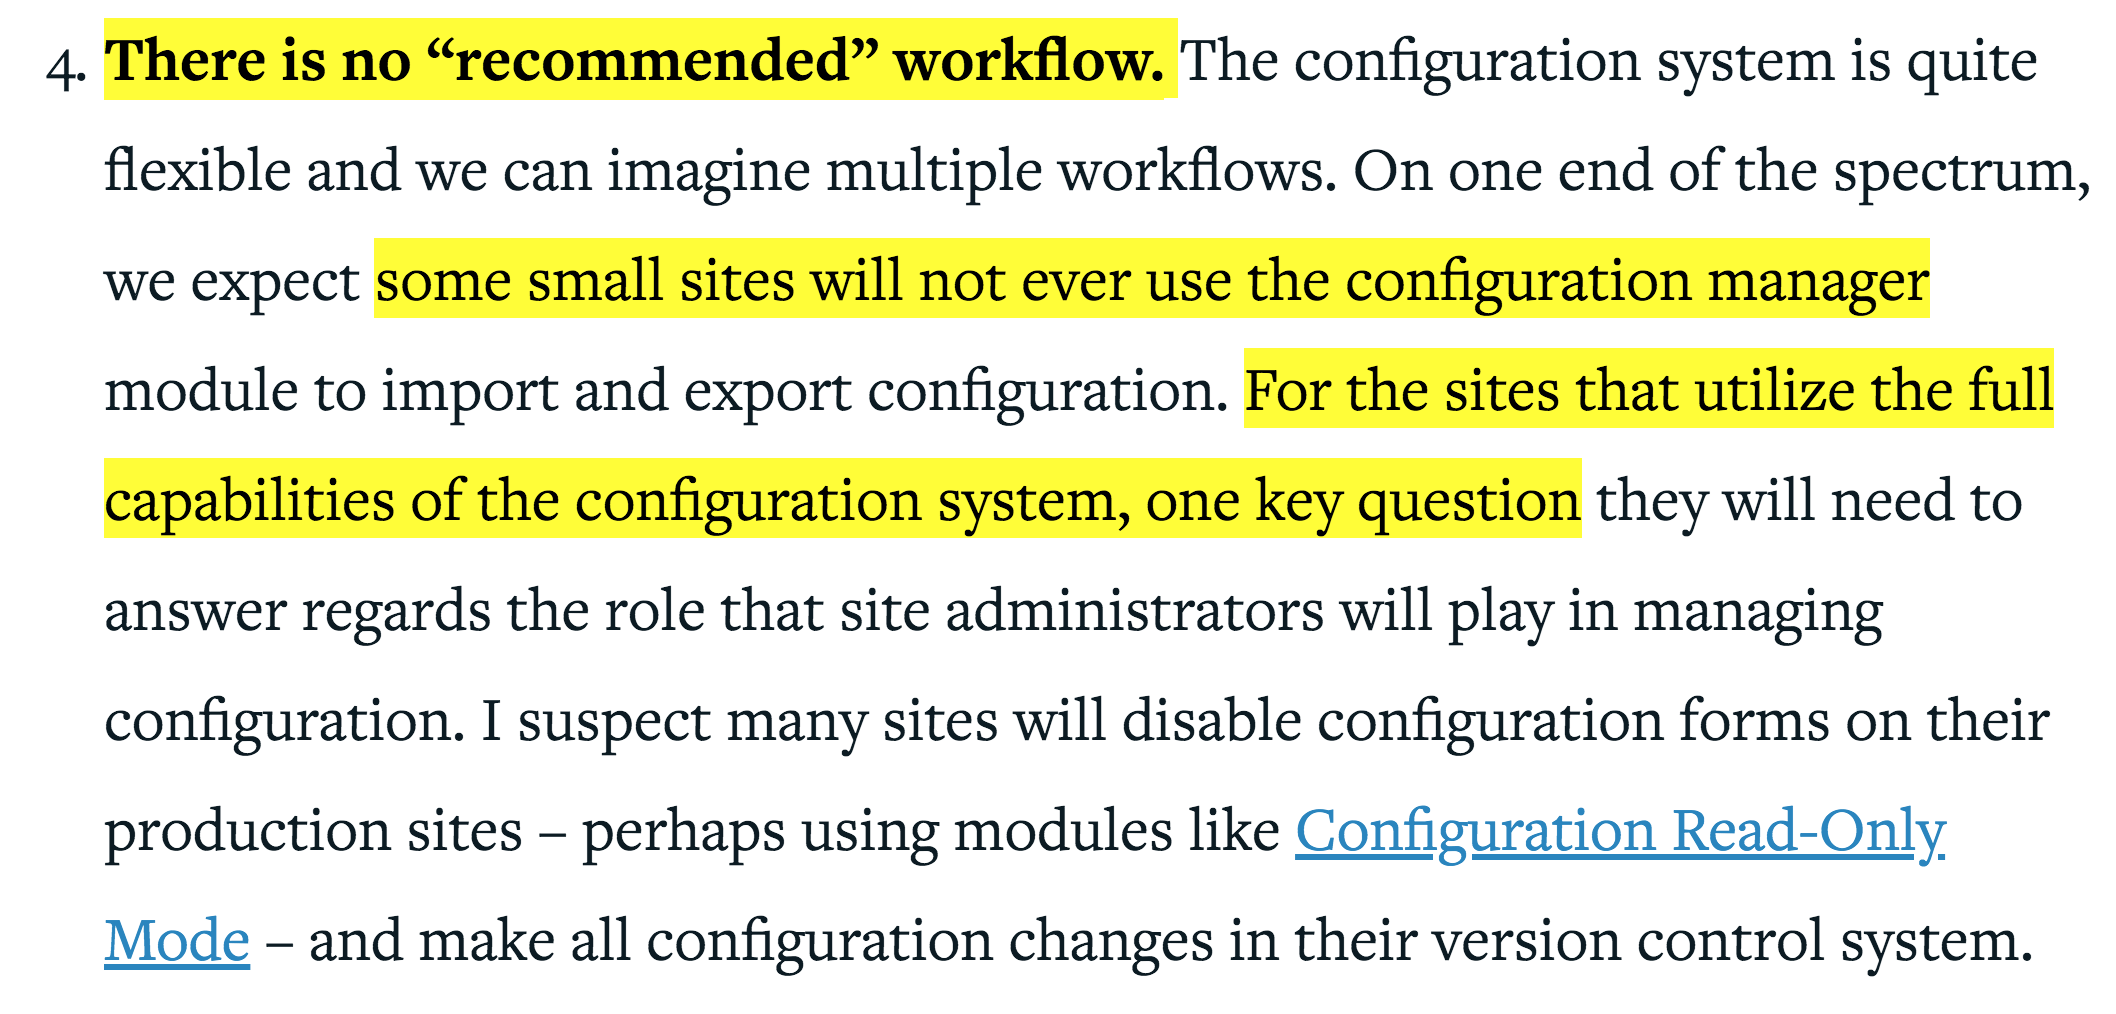 4. There is no “recommended” workflow. The configuration system is quite
flexible and we can imagine multiple workflows. On one end of the spectrum,
we expect some small sites will not ever use the configuration manager
module to import and export configuration. For the sites that utilize the full
capabilities of the configuration system, one key question they will need to
answer regards the role that site administrators will play in managing
configuration. I suspect many sites will disable configuration forms on their
production sites – perhaps using modules like Configuration Read-Only
Mode – and make all configuration changes in their version control system.